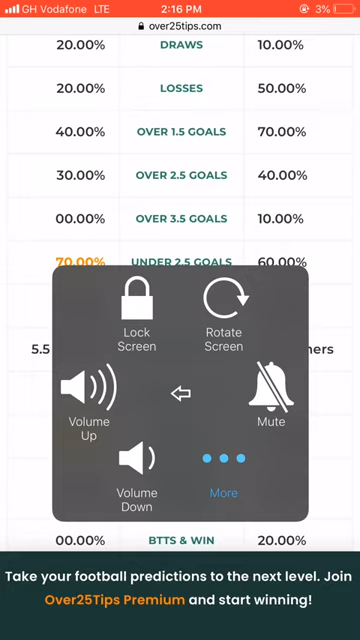 GH Vodafone LTE 2:16 PM 3%
over25tips.com
20.00% DRAWS 10.00%
20.00% LOSSES 50.00%
40.00% OVER 1.5 GOALS 70.00%
30.00% OVER 2.5 GOALS 40.00%
00.00% OVER 3.5 GOALS 10.00%
70.00% UNDER 2.5 GOALS 60.00%
Lock Screen
Rotate Screen
5.5
Volume Up
Mute
Volume Down
More
00.00% BTTS & WIN 20.00%
Take your football predictions to the next level. Join
Over25Tips Premium and start winning!